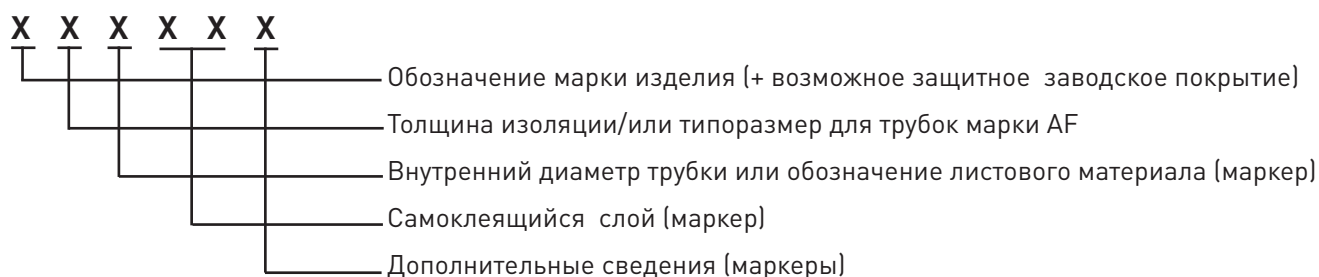 X X X X X X
Обозначение марки изделия (+ возможное защитное заводское покрытие)
Толщина изоляции/или типоразмер для трубок марки AF
Внутренний диаметр трубки или обозначение листового материала (маркер)
Самоклеящийся слой (маркер)
Дополнительные сведения (маркеры)